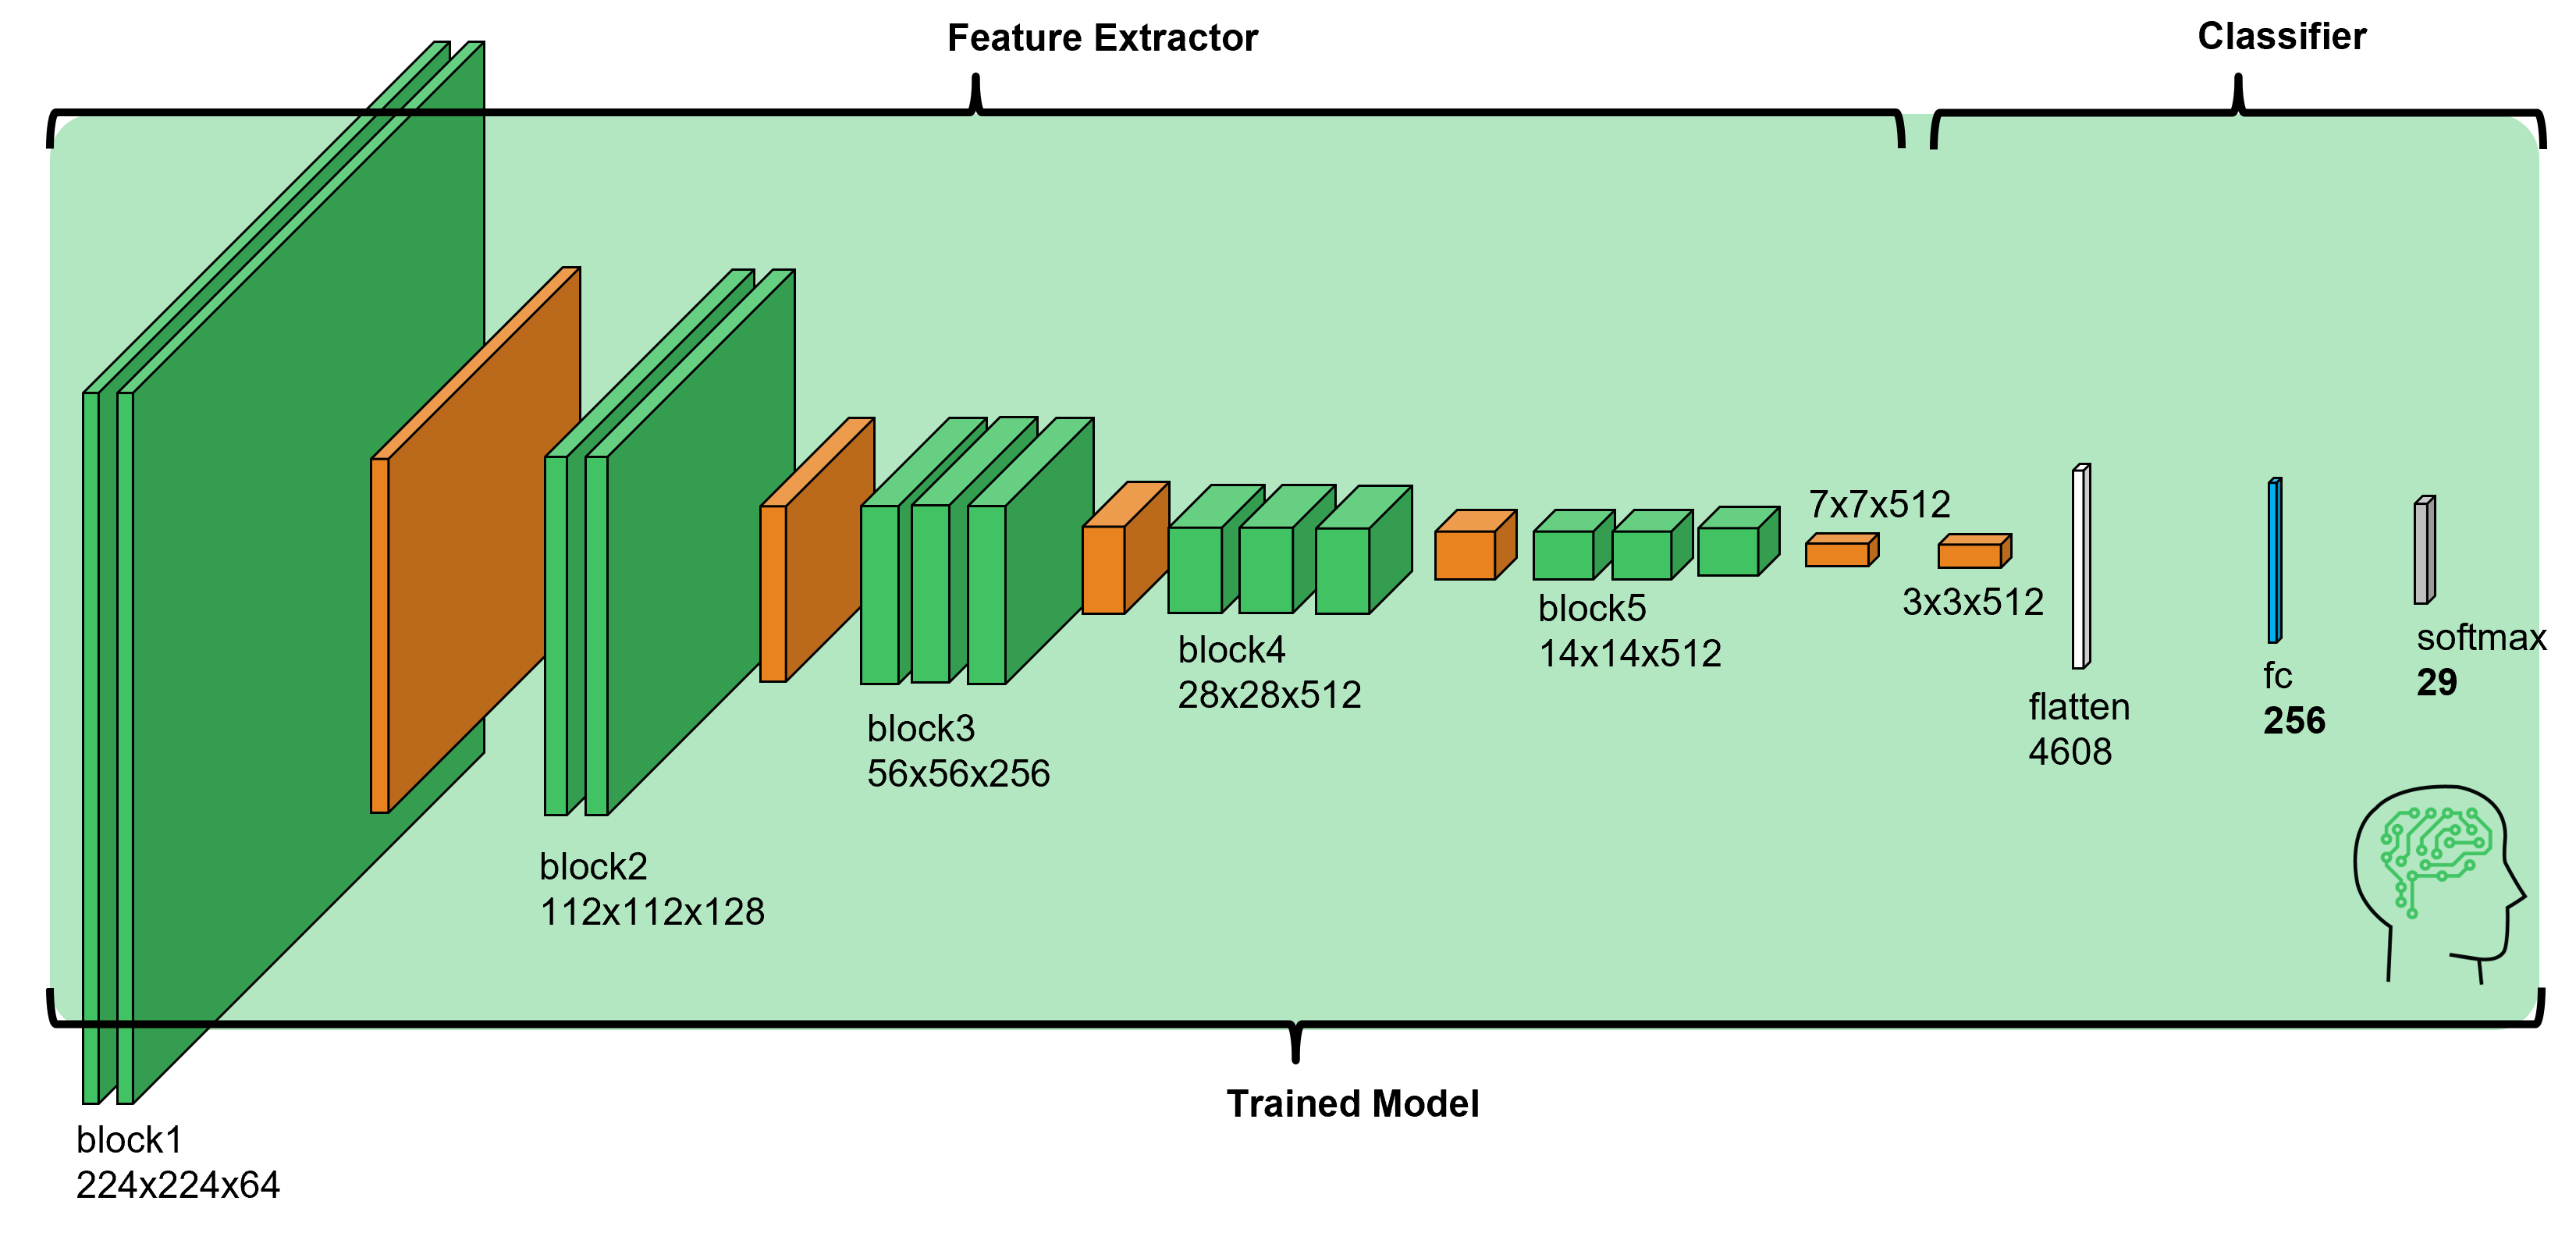 Feature Extractor
Classifier
block1
224x224x64
block2
112x112x128
block3
56x56x256
block4
28x28x512
block5
14x14x512
7x7x512
3x3x512
flatten
4608
fc
256
softmax
29
Trained Model